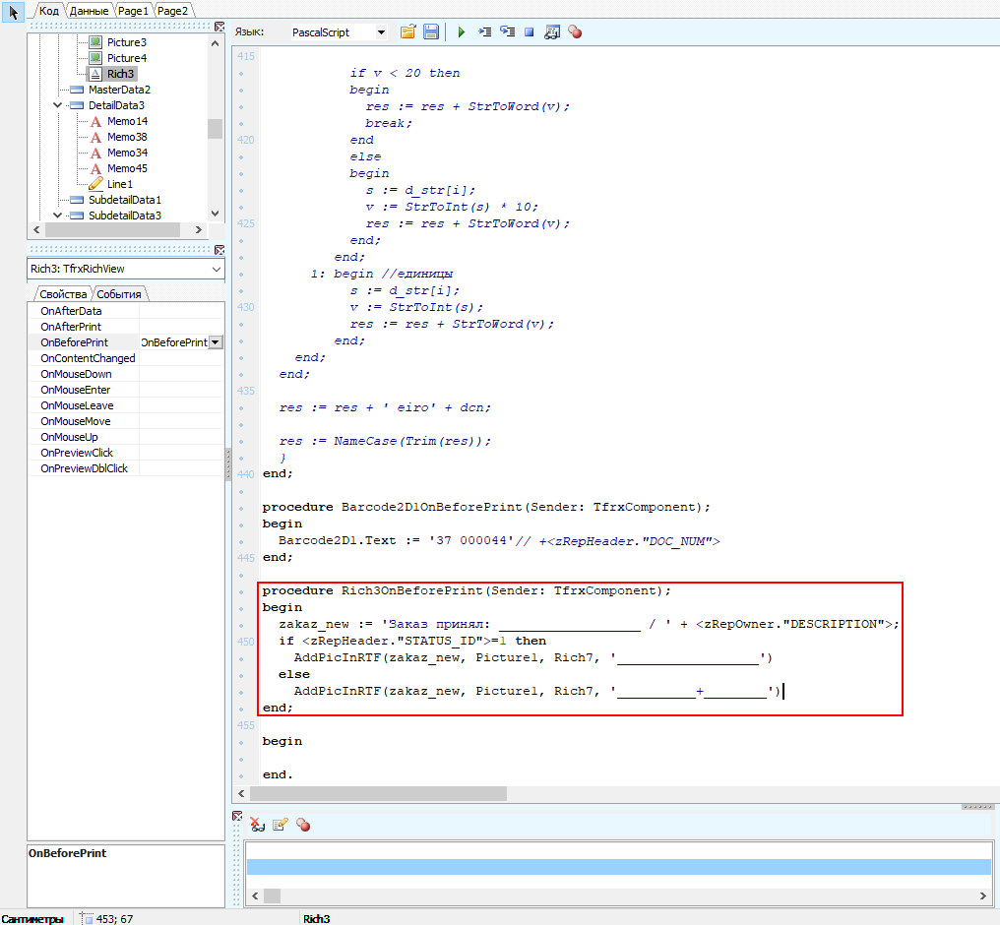 Код Данные Page1 Page2
Picture3
Picture4
Rich3
MasterData2
DetailData3
Memo14
Memo38
Memo34
Memo45
Line1
SubdetailData1
SubdetailData3
Rich3: TfrxRichView
Свойства События
OnAfterData
OnAfterPrint
OnBeforePrint OnBeforePrint
OnContentChanged
OnMouseDown
OnMouseEnter
OnMouseLeave
OnMouseMove
OnMouseUp
OnPreviewClick
OnPreviewDblClick
OnBeforePrint
Язык: PascalScript
415
if v < 20 then
begin
res := res + StrToWord(v);
break;
420 end
else
begin
s := d_str[i];
v := StrToInt(s) * 10;
425 res := res + StrToWord(v);
end;
end;
1: begin //единицы
s := d_str[i];
430 v := StrToInt(s);
res := res + StrToWord(v);
end;
end;
end;
435
res := res + ' eiro' + dcn;
res := NameCase(Trim(res));
}
440 end;
procedure Barcode2D1OnBeforePrint(Sender: TfrxComponent);
begin
Barcode2D1.Text := '37 000044'// +<zRepHeader."DOC_NUM">
445 end;
procedure Rich3OnBeforePrint(Sender: TfrxComponent);
begin
zakaz_new := 'Заказ принял: __________________ / ' + <zRepOwner."DESCRIPTION">;
450 if <zRepHeader."STATUS_ID">=1 then
AddPicInRTF(zakaz_new, Picture1, Rich7, '__________________')
else
AddPicInRTF(zakaz_new, Picture1, Rich7, '__________+________')
end;
455
begin
end.
Сантиметры 453; 67 Rich3